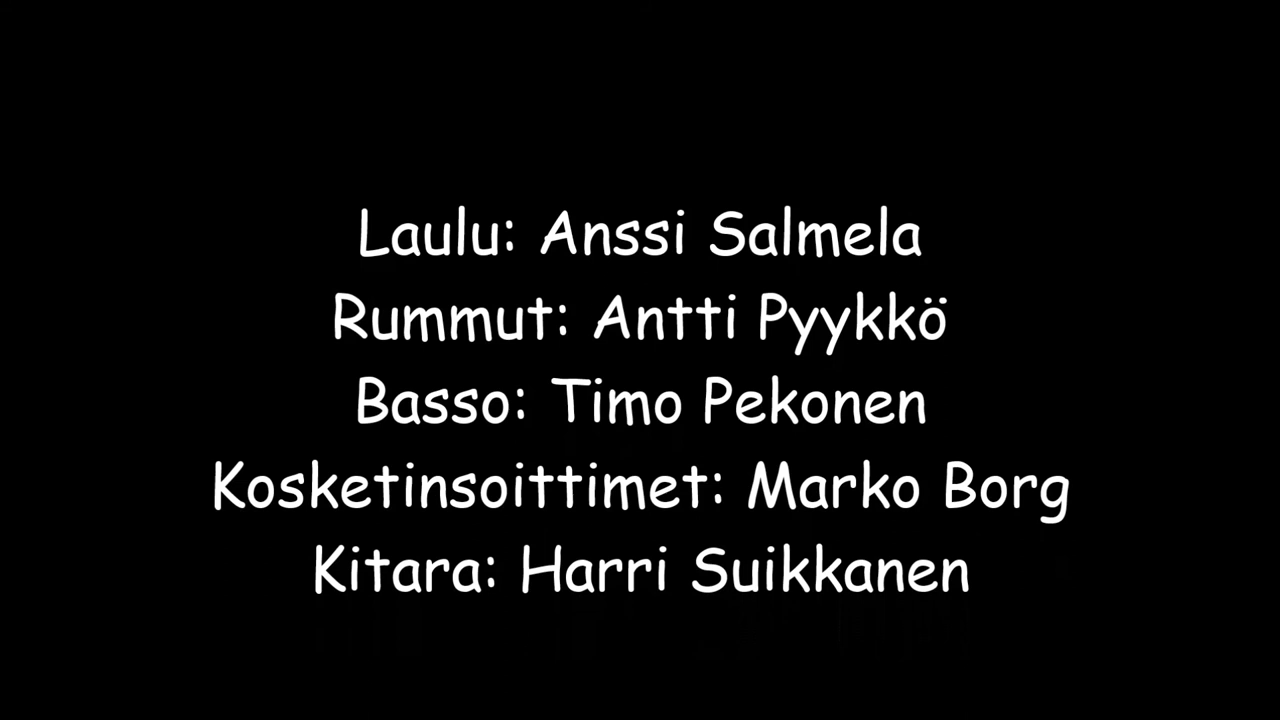 Laulu: Anssi Salmela
Rummut: Antti Pyykkö
Basso: Timo Pekonen
Kosketinsoittimet: Marko Borg
Kitara: Harri Suikkanen